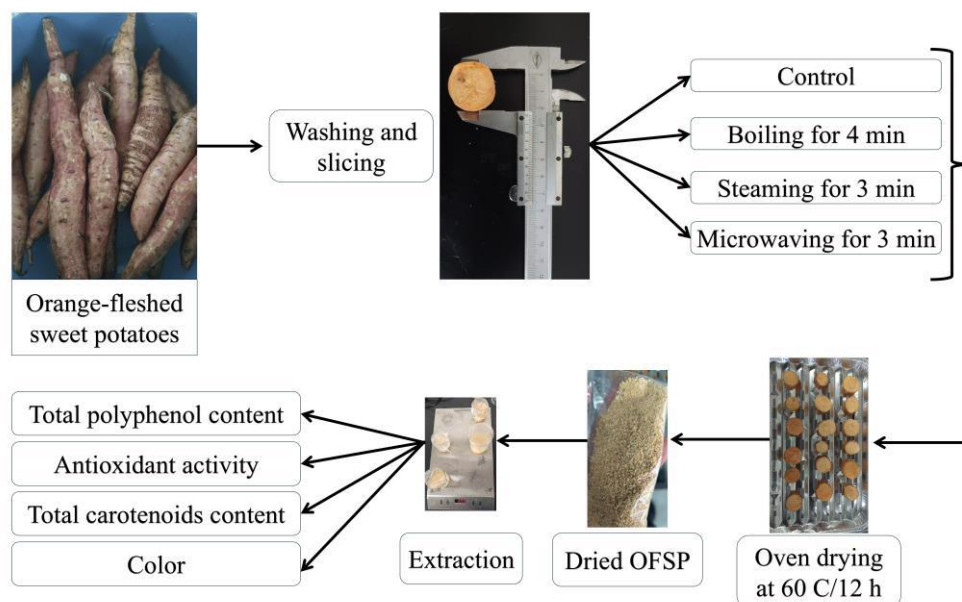 Orange-fleshed
sweet potatoes
Washing and
slicing
Control
Boiling for 4 min
Steaming for 3 min
Microwaving for 3 min
Total polyphenol content
Antioxidant activity
Total carotenoids content
Color
Extraction
Dried OFSP
Oven drying
at 60 C/12 h